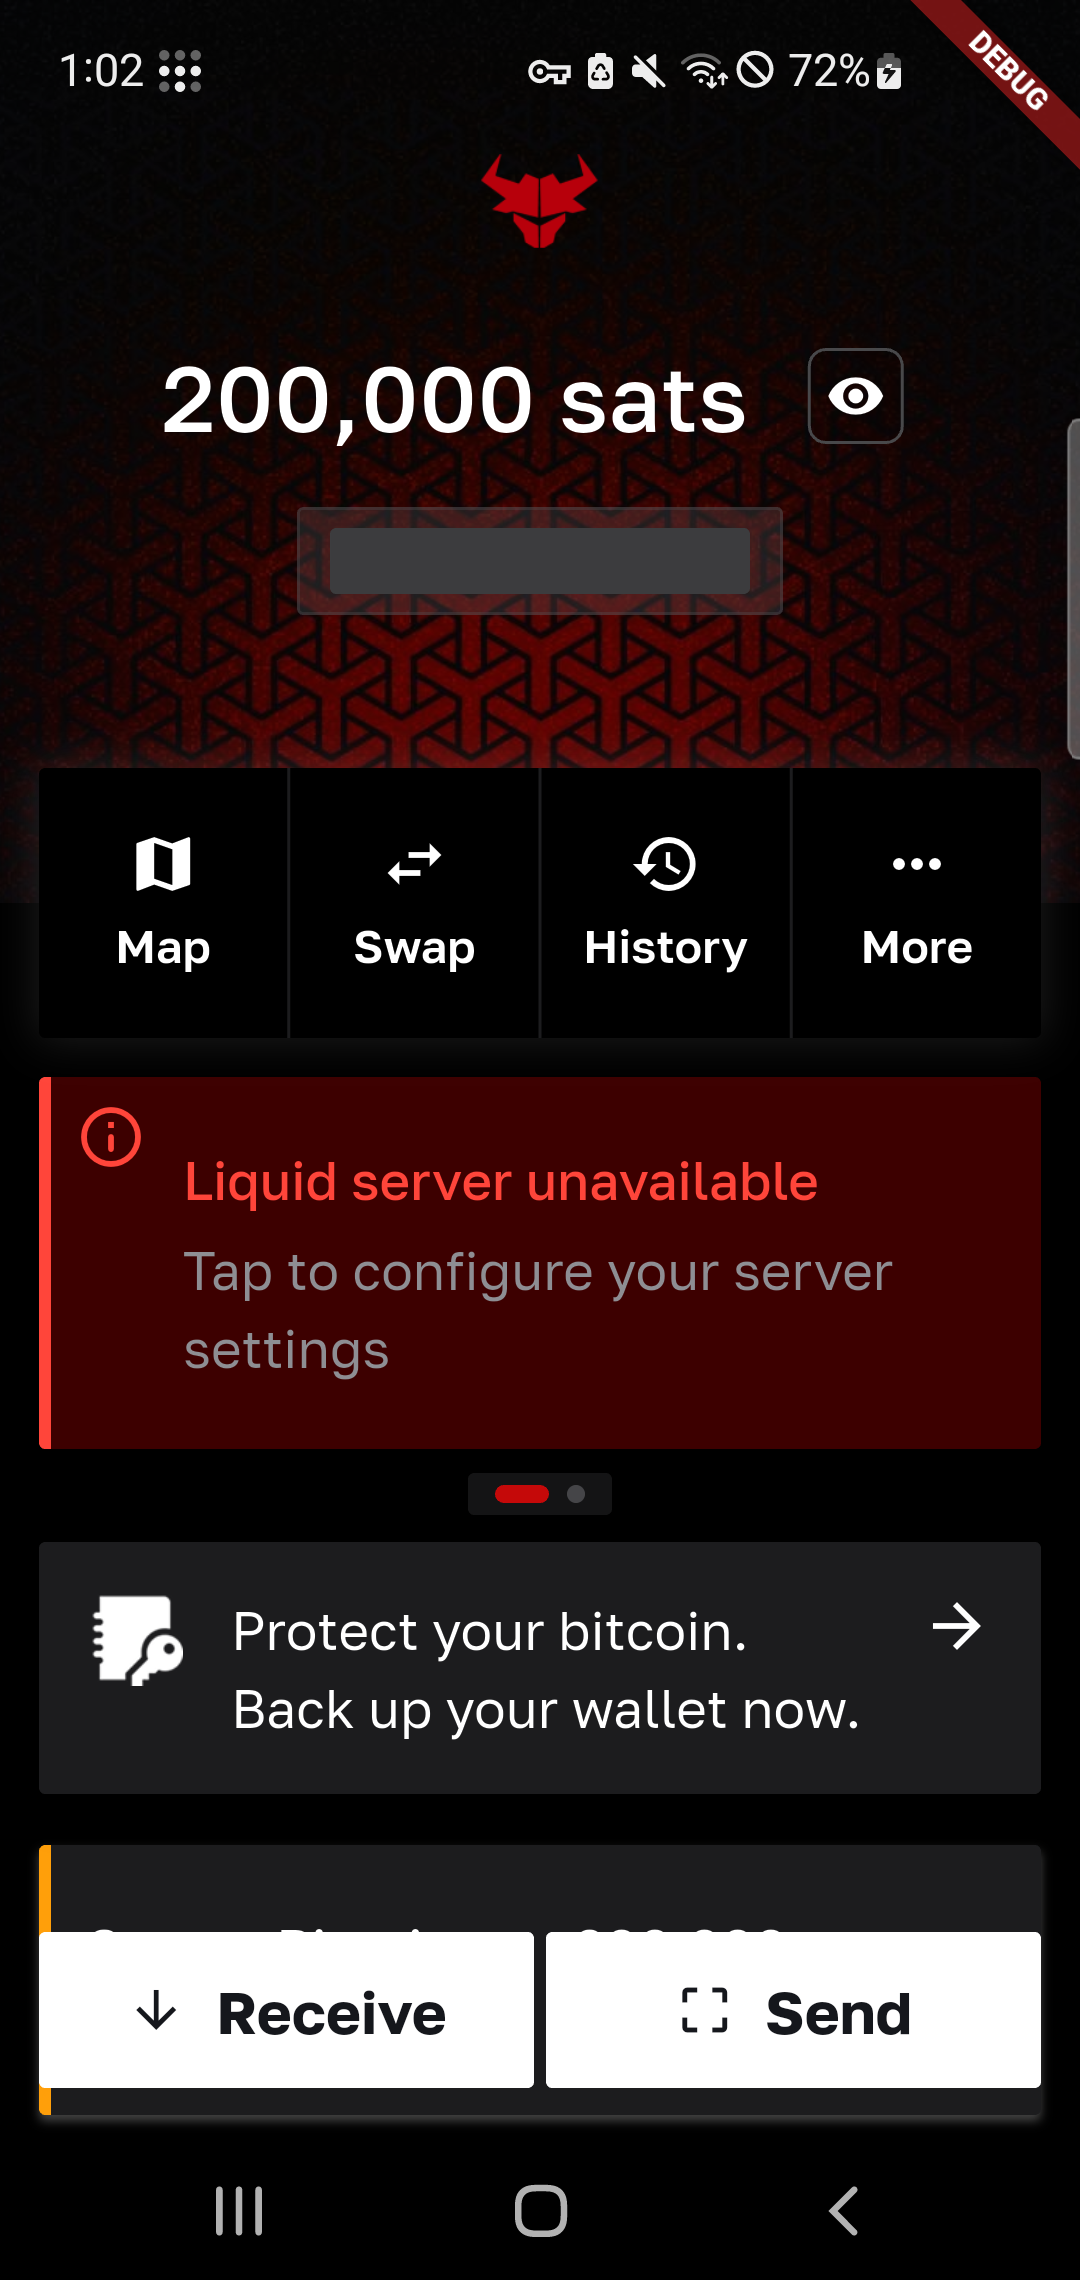 1:02
72%
DEBUG
200,000 sats
Map
Swap
History
More
Liquid server unavailable
Tap to configure your server
settings
Protect your bitcoin.
Back up your wallet now.
Receive
Send